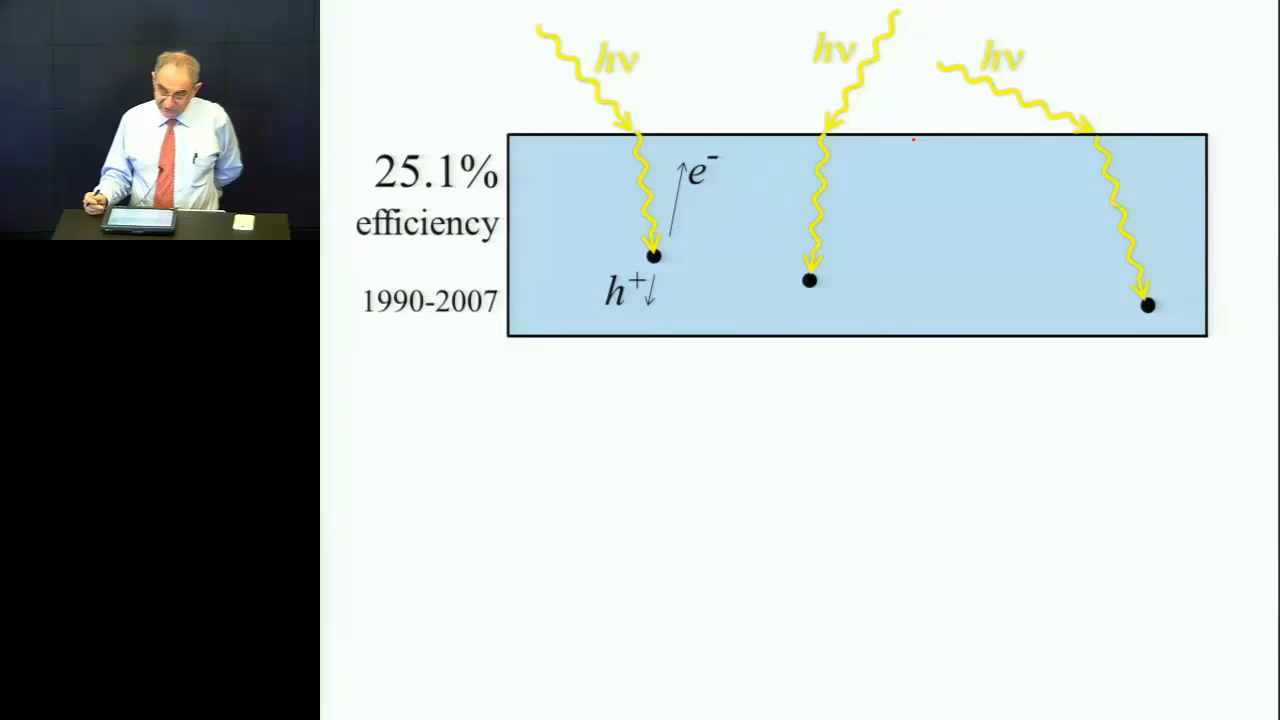 hν
hν
hν
25.1%
efficiency
1990-2007
e⁻
h⁺